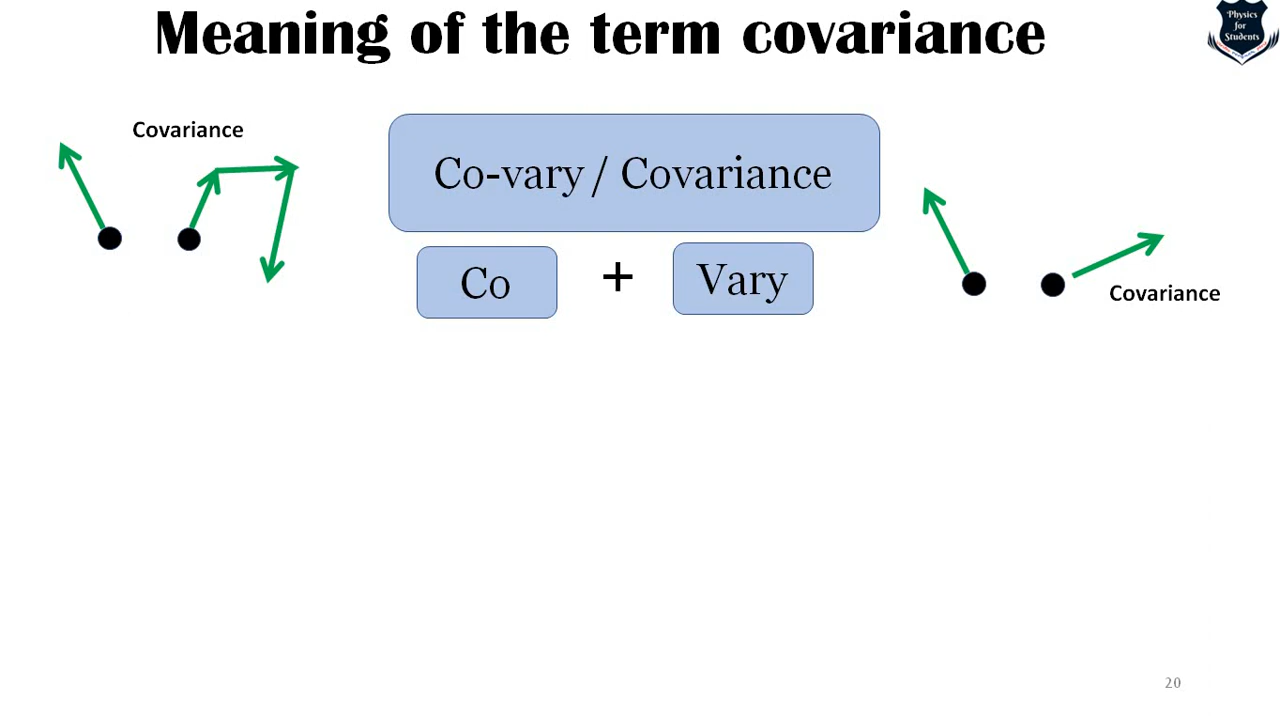 Meaning of the term covariance
Physics
for
Students
Covariance
Co-vary / Covariance
Co + Vary
Covariance
20